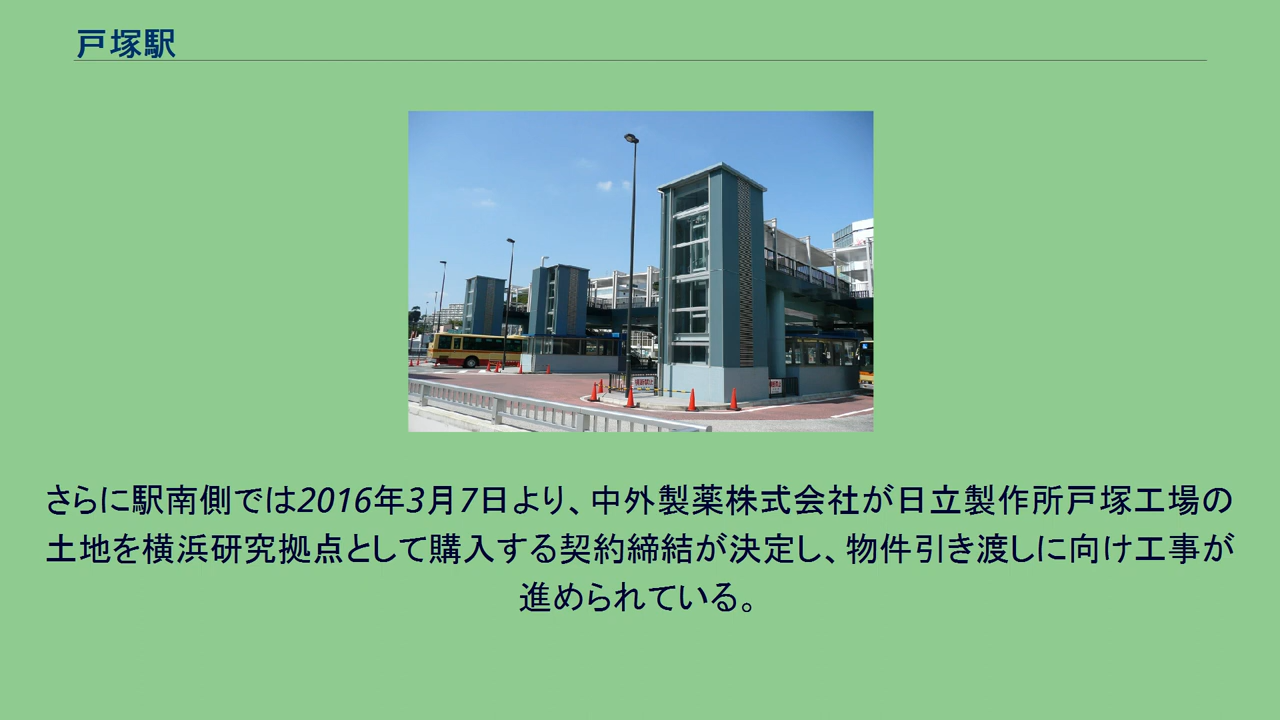 戸塚駅
さらに駅南側では2016年3月7日より、中外製薬株式会社が日立製作所戸塚工場の
土地を横浜研究拠点として購入する契約締結が決定し、物件引き渡しに向け工事が
進められている。